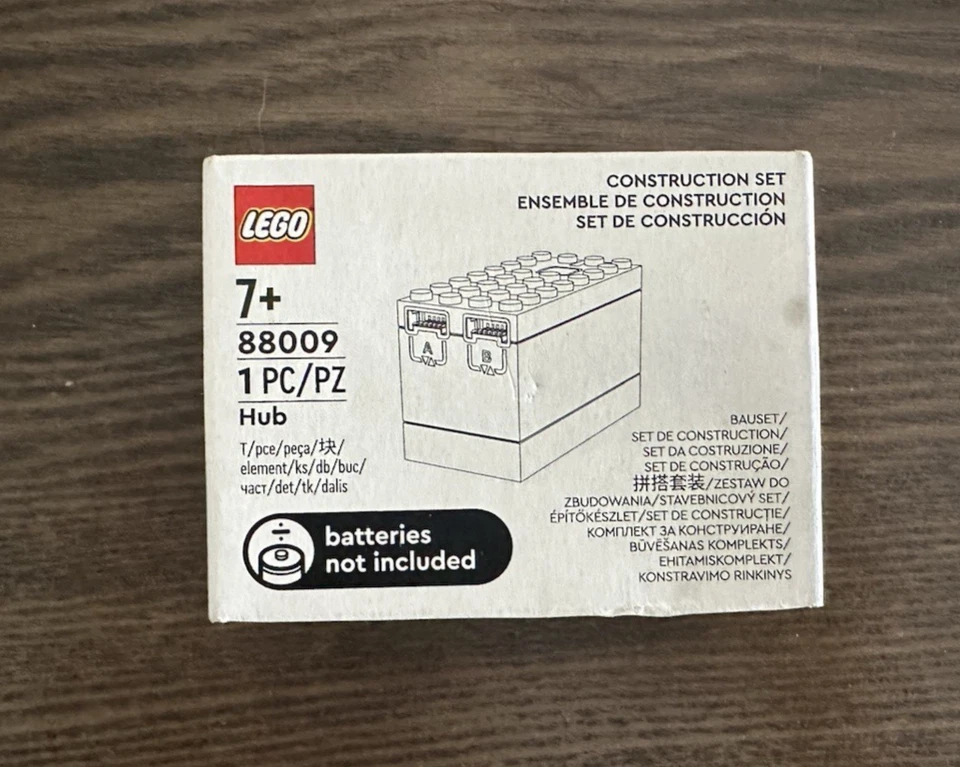 LEGO
7+
88009
1 PC/PZ
Hub
T/pce/peça/块/
element/ks/db/buc/
част/det/tk/dalis
batteries
not included
CONSTRUCTION SET
ENSEMBLE DE CONSTRUCTION
SET DE CONSTRUCCIÓN
A
B
BAUSET/
SET DE CONSTRUCTION/
SET DA COSTRUZIONE/
SET DE CONSTRUÇÃO/
拼搭套装/ZESTAW DO
ZBUDOWANIA/STAVEBNICOVÝ SET/
ÉPÍTŐKÉSZLET/SET DE CONSTRUCȚIE/
КОМПЛЕКТ ЗА КОНСТРУИРАНЕ/
BŪVĒŠANAS KOMPLEKTS/
EHITAMISKOMPLEKT/
KONSTRAVIMO RINKINYS